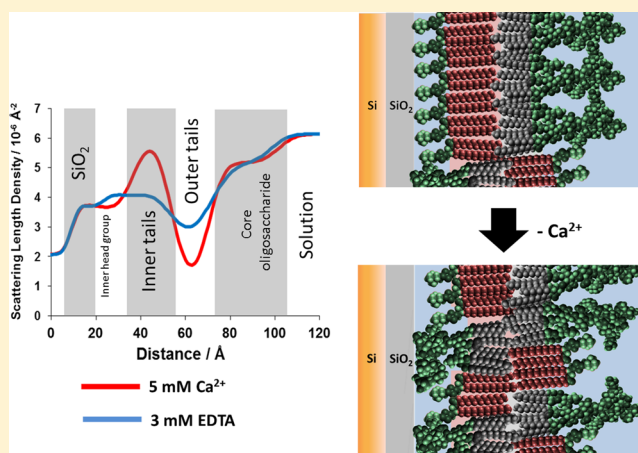 Scattering Length Density / 10⁻⁶ Å⁻²
7
6
5
4
3
2
1
0
SiO₂
Inner head group
Inner tails
Outer tails
Core
oligosaccharide
Solution
0 20 40 60 80 100 120
Distance / Å
5 mM Ca²⁺
3 mM EDTA
Si SiO₂
- Ca²⁺
Si SiO₂